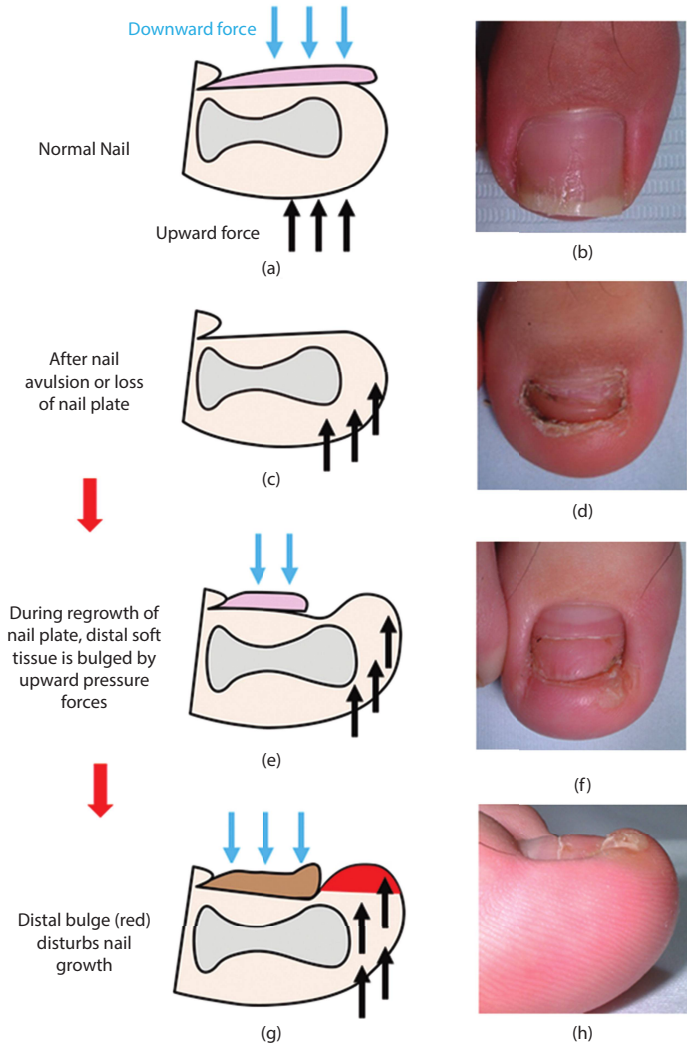 Downward force
Normal Nail
Upward force
(a)
(b)
After nail
avulsion or loss
of nail plate
(c)
(d)
During regrowth of
nail plate, distal soft
tissue is bulged by
upward pressure
forces
(e)
(f)
Distal bulge (red)
disturbs nail
growth
(g)
(h)